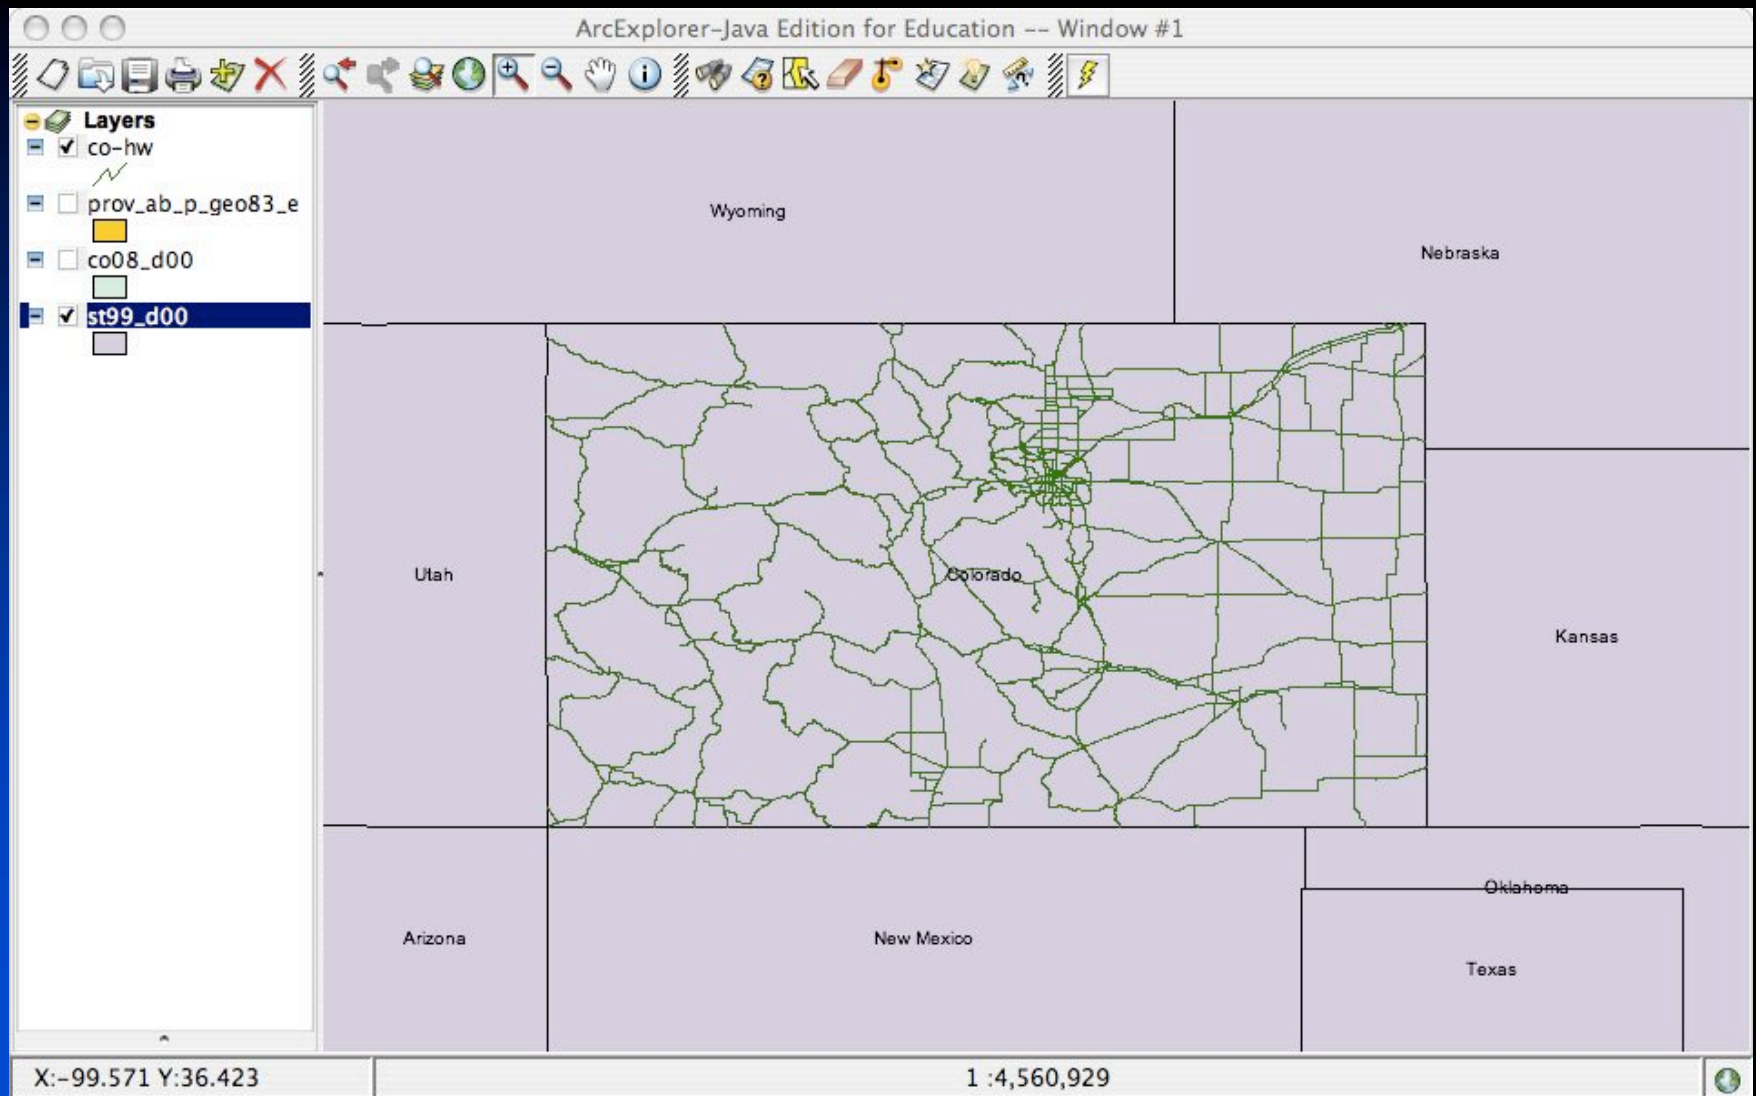 ArcExplorer-Java Edition for Education -- Window #1
Layers
co-hw
prov_ab_p_geo83_e
co08_d00
st99_d00
Wyoming
Nebraska
Utah
Colorado
Kansas
Oklahoma
Arizona
New Mexico
Texas
X:-99.571 Y:36.423
1 :4,560,929